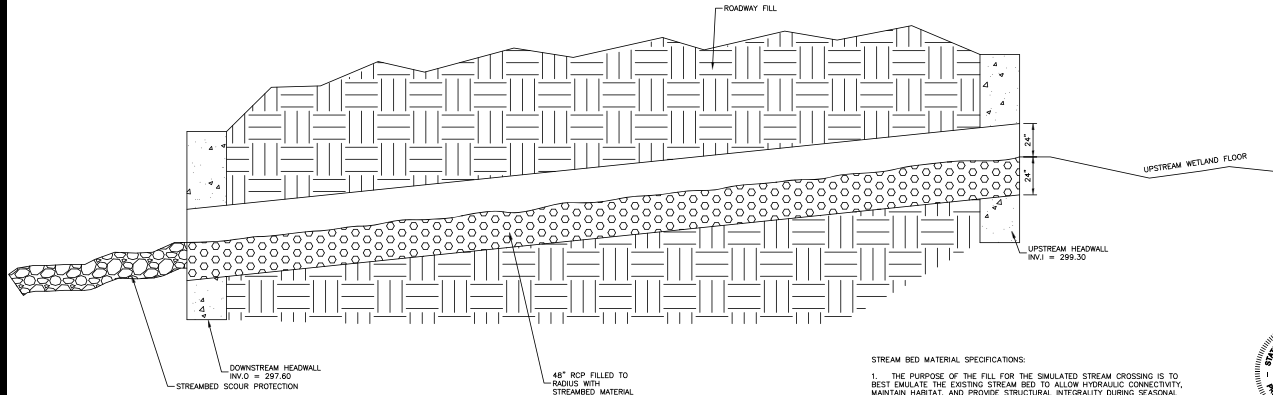 ROADWAY FILL
24"
24"
UPSTREAM WETLAND FLOOR
UPSTREAM HEADWALL
INV.I = 299.30
DOWNSTREAM HEADWALL
INV.O = 297.60
STREAMBED SCOUR PROTECTION
48" RCP FILLED TO
RADIUS WITH
STREAMBED MATERIAL
STREAM BED MATERIAL SPECIFICATIONS:
1. THE PURPOSE OF THE FILL FOR THE SIMULATED STREAM CROSSING IS TO
BEST EMULATE THE EXISTING STREAM BED TO ALLOW HYDRAULIC CONNECTIVITY,
MAINTAIN HABITAT, AND PROVIDE STRUCTURAL INTEGRALITY DURING SEASONAL